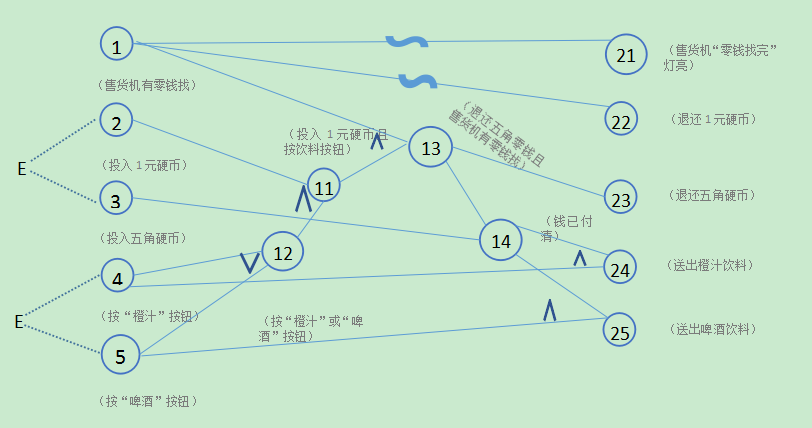 1
21
（售货机“零钱找完”
灯亮）
（售货机有零钱找）
2
22
（退还1元硬币）
（投入1元硬币且
按饮料按钮）
（退还五角零钱且
售货机有零钱找）
13
E
（投入1元硬币）
11
3
23
（退还五角硬币）
（投入五角硬币）
12
14
（钱已付
清）
4
24
（送出橙汁饮料）
（按“橙汁”按钮）
E
（按“橙汁”或“啤
酒”按钮）
5
25
（送出啤酒饮料）
（按“啤酒”按钮）